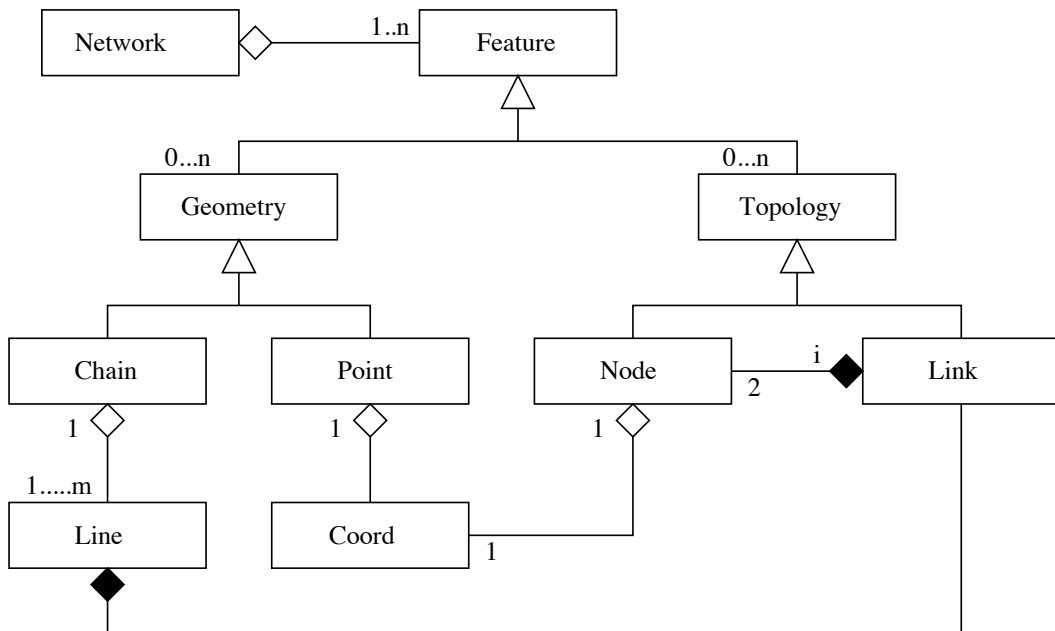 Network
1..n
Feature
0...n
0...n
Geometry
Topology
Chain
Point
Node
2
i
Link
1
1
1
1.....m
Line
Coord
1